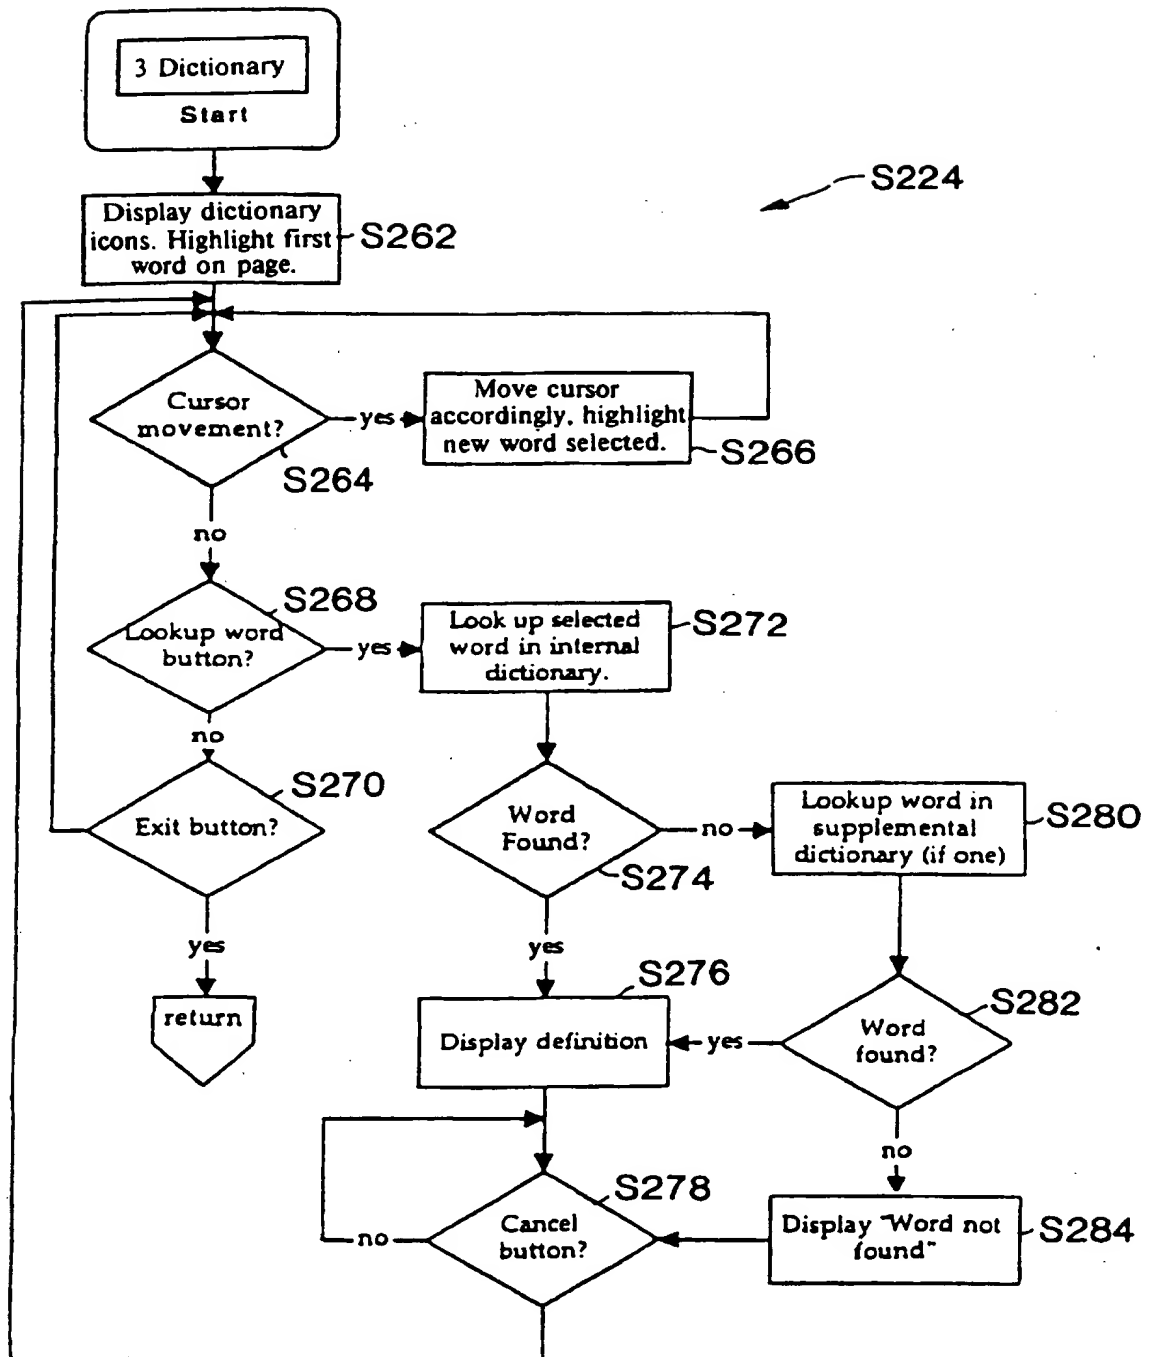 3 Dictionary
Start
S224
Display dictionary
icons. Highlight first
word on page.
S262
Cursor
movement?
S264
yes
Move cursor
accordingly, highlight
new word selected.
S266
no
Lookup word
button?
S268
yes
Look up selected
word in internal
dictionary.
S272
no
Exit button?
S270
Word
Found?
S274
no
Lookup word in
supplemental
dictionary (if one)
S280
yes
return
yes
S276
Display definition
yes
Word
found?
S282
no
Cancel
button?
S278
no
Display "Word not
found"
S284